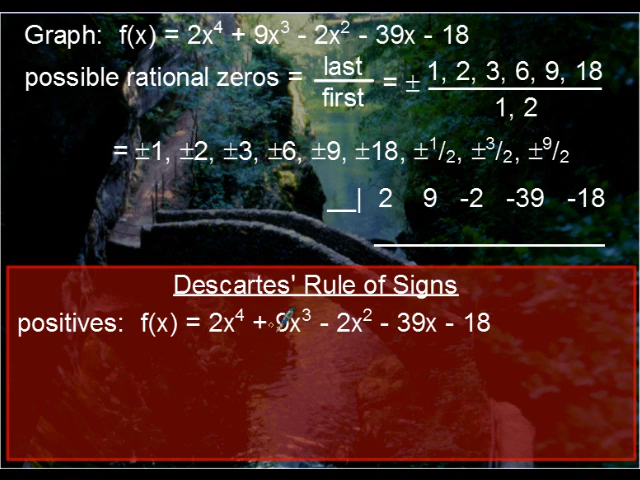 Graph: f(x) = 2x⁴ + 9x³ - 2x² - 39x - 18
possible rational zeros = last/first = ± 1, 2, 3, 6, 9, 18 / 1, 2
= ±1, ±2, ±3, ±6, ±9, ±18, ±¹/₂, ±³/₂, ±⁹/₂
__| 2 9 -2 -39 -18
Descartes' Rule of Signs
positives: f(x) = 2x⁴ + 9x³ - 2x² - 39x - 18